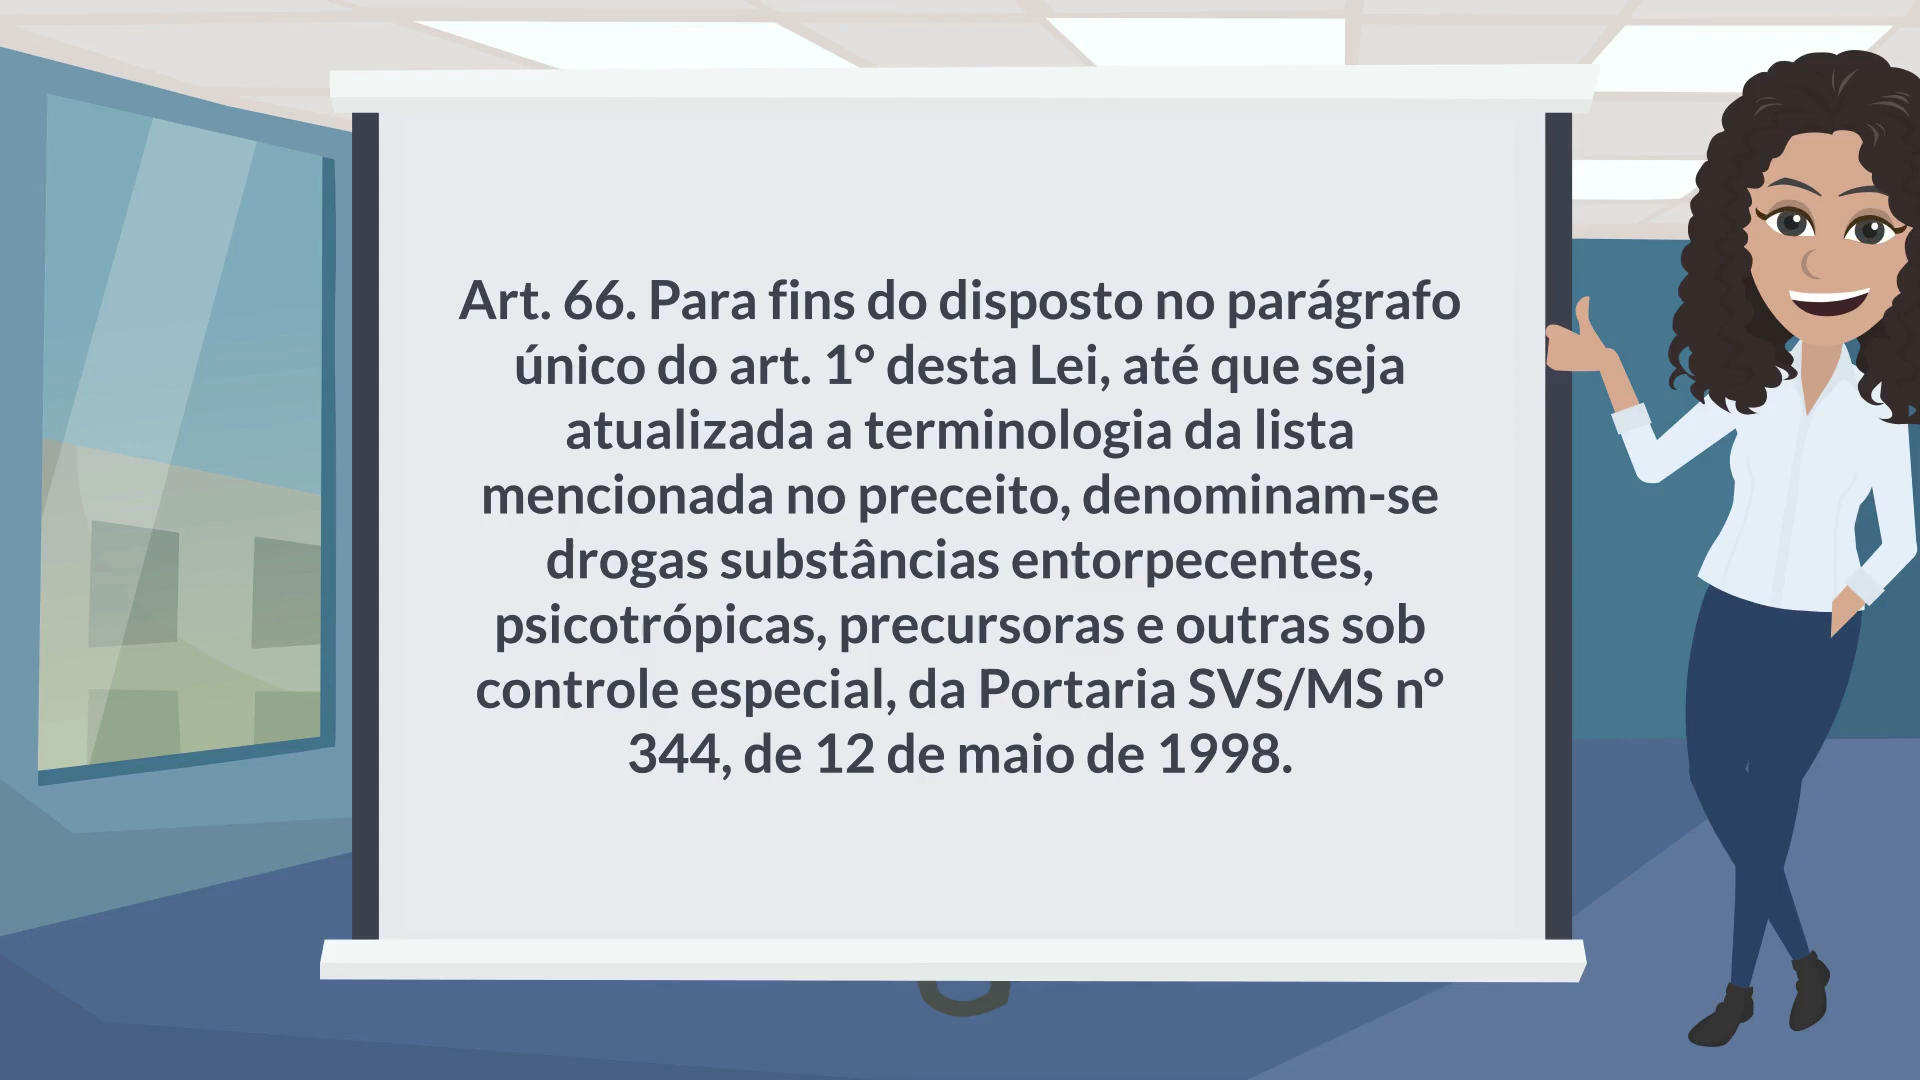 Art. 66. Para fins do disposto no parágrafo
único do art. 1° desta Lei, até que seja
atualizada a terminologia da lista
mencionada no preceito, denominam-se
drogas substâncias entorpecentes,
psicotrópicas, precursoras e outras sob
controle especial, da Portaria SVS/MS n°
344, de 12 de maio de 1998.